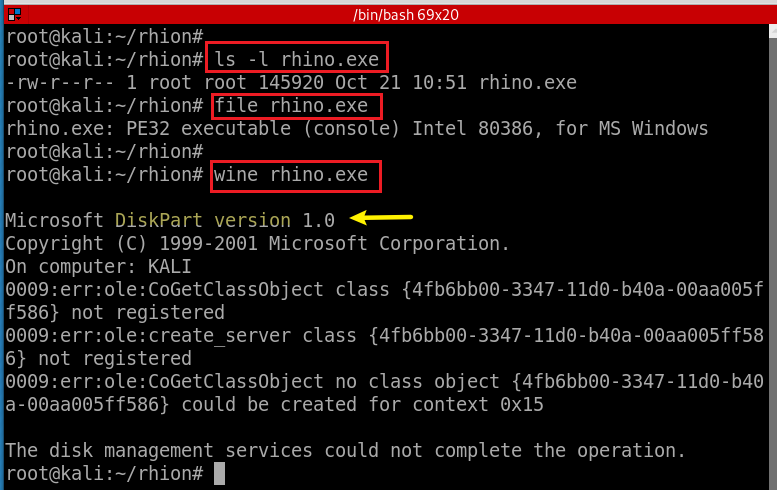 /bin/bash 69x20
root@kali:~/rhion#
root@kali:~/rhion# ls -l rhino.exe
-rw-r--r-- 1 root root 145920 Oct 21 10:51 rhino.exe
root@kali:~/rhion# file rhino.exe
rhino.exe: PE32 executable (console) Intel 80386, for MS Windows
root@kali:~/rhion#
root@kali:~/rhion# wine rhino.exe
Microsoft DiskPart version 1.0
Copyright (C) 1999-2001 Microsoft Corporation.
On computer: KALI
0009:err:ole:CoGetClassObject class {4fb6bb00-3347-11d0-b40a-00aa005f
f586} not registered
0009:err:ole:create_server class {4fb6bb00-3347-11d0-b40a-00aa005ff58
6} not registered
0009:err:ole:CoGetClassObject no class object {4fb6bb00-3347-11d0-b40
a-00aa005ff586} could be created for context 0x15
The disk management services could not complete the operation.
root@kali:~/rhion#